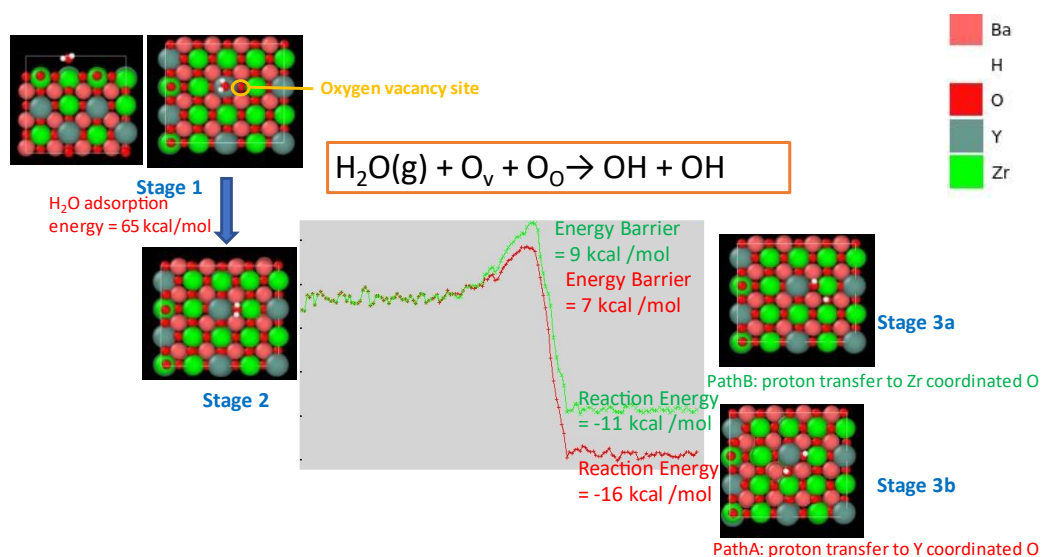 Ba
H
O
Y
Zr
Oxygen vacancy site
H₂O(g) + Oᵥ + O_O → OH + OH
Stage 1
H₂O adsorption
energy = 65 kcal/mol
Stage 2
Energy Barrier
= 9 kcal /mol
Energy Barrier
= 7 kcal /mol
Reaction Energy
= -11 kcal /mol
Reaction Energy
= -16 kcal /mol
Stage 3a
PathB: proton transfer to Zr coordinated O
Stage 3b
PathA: proton transfer to Y coordinated O